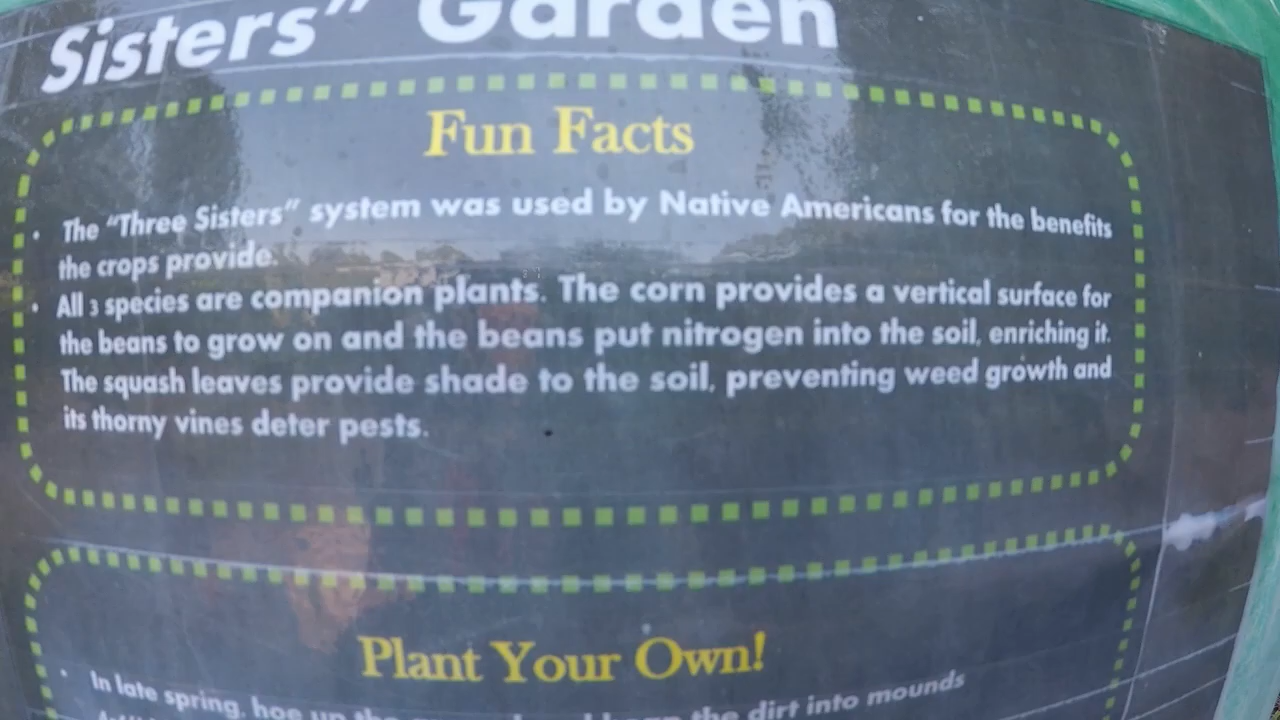 Sisters" Garden
Fun Facts
• The "Three Sisters" system was used by Native Americans for the benefits
the crops provide.
• All 3 species are companion plants. The corn provides a vertical surface for
the beans to grow on and the beans put nitrogen into the soil, enriching it.
The squash leaves provide shade to the soil, preventing weed growth and
its thorny vines deter pests.
Plant Your Own!
• In late spring, hoe up the the dirt into mounds